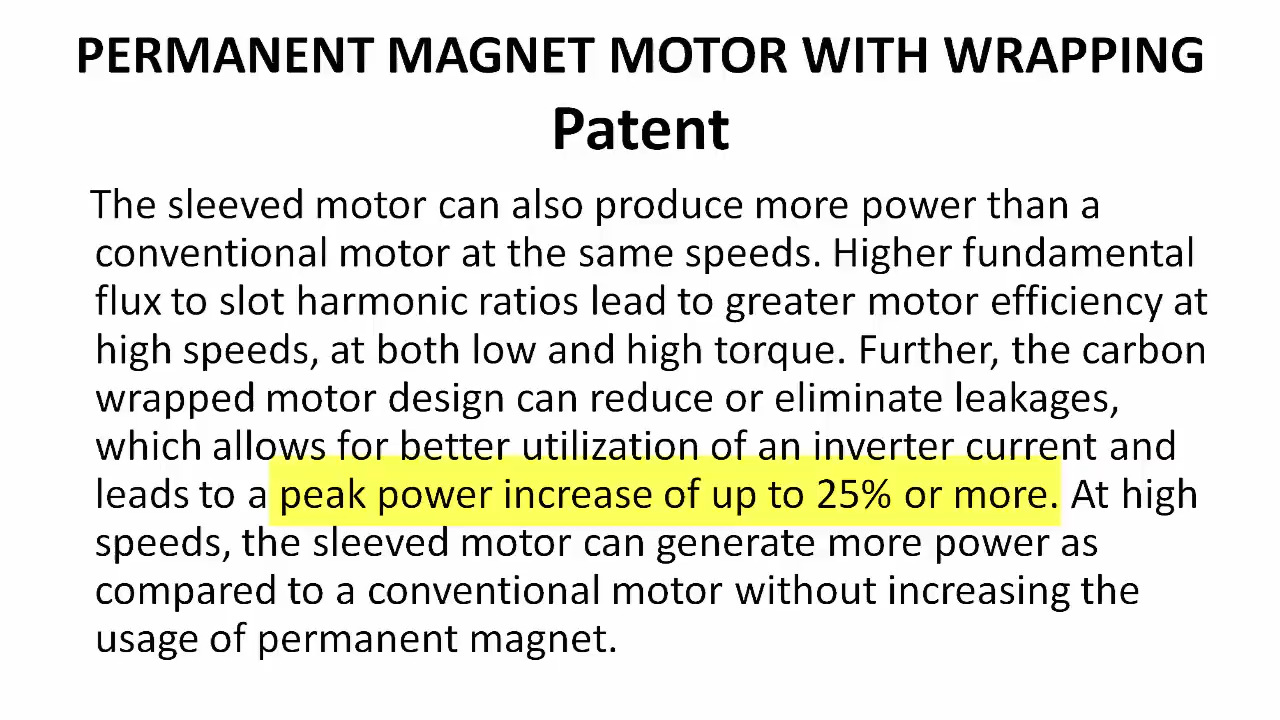 PERMANENT MAGNET MOTOR WITH WRAPPING
Patent
The sleeved motor can also produce more power than a
conventional motor at the same speeds. Higher fundamental
flux to slot harmonic ratios lead to greater motor efficiency at
high speeds, at both low and high torque. Further, the carbon
wrapped motor design can reduce or eliminate leakages,
which allows for better utilization of an inverter current and
leads to a peak power increase of up to 25% or more. At high
speeds, the sleeved motor can generate more power as
compared to a conventional motor without increasing the
usage of permanent magnet.